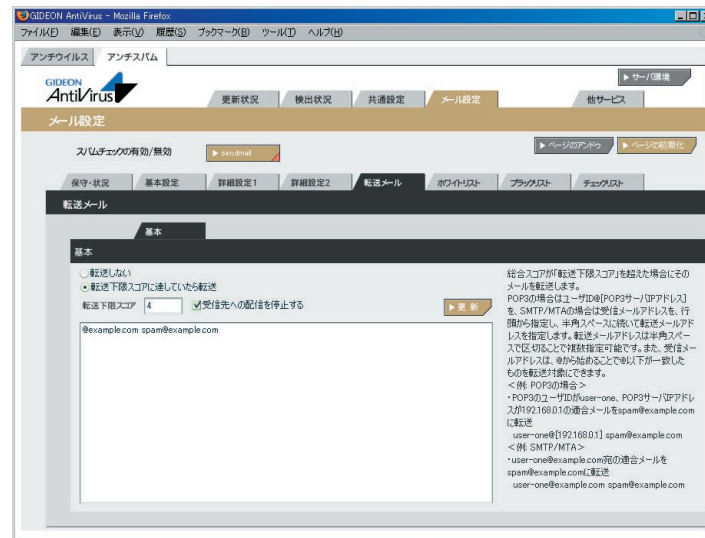 GIDEON AntiVirus - Mozilla Firefox
ファイル(F) 編集(E) 表示(V) 履歴(S) ブックマーク(B) ツール(T) ヘルプ(H)
アンチウイルス アンチスパム
サーバ環境
GIDEON
AntiVirus
更新状況 検出状況 共通設定 メール設定 他サービス
メール設定
スパムチェックの有効/無効 sendmail ページのアンドゥ ページの初期化
保守・状況 基本設定 詳細設定1 詳細設定2 転送メール ホワイトリスト ブラックリスト チェックリスト
転送メール
基本
基本
転送しない
転送下限スコアに達していたら転送
転送下限スコア 4 受信先への配信を停止する 更 新
@example.com spam@example.com
総合スコアが「転送下限スコア」を超えた場合にその
メールを転送します。
POP3の場合はユーザID@[POP3サーバIPアドレス]
を、SMTP/MTAの場合は受信メールアドレスを、行
頭から指定し、半角スペースに続いて転送メールアド
レスを指定します。転送メールアドレスは半角スペー
スで区切ることで複数指定可能です。また、受信メー
ルアドレスは、@から始めることで@以下が一致した
ものを転送対象にできます。
＜例: POP3の場合＞
・POP3のユーザIDがuser-one、POP3サーバIPアドレ
スが192.168.0.1の適合メールをspam@example.com
に転送
user-one@[192.168.0.1] spam@example.com
＜例: SMTP/MTA＞
・user-one@example.com宛の適合メールを
spam@example.comに転送
user-one@example.com spam@example.com